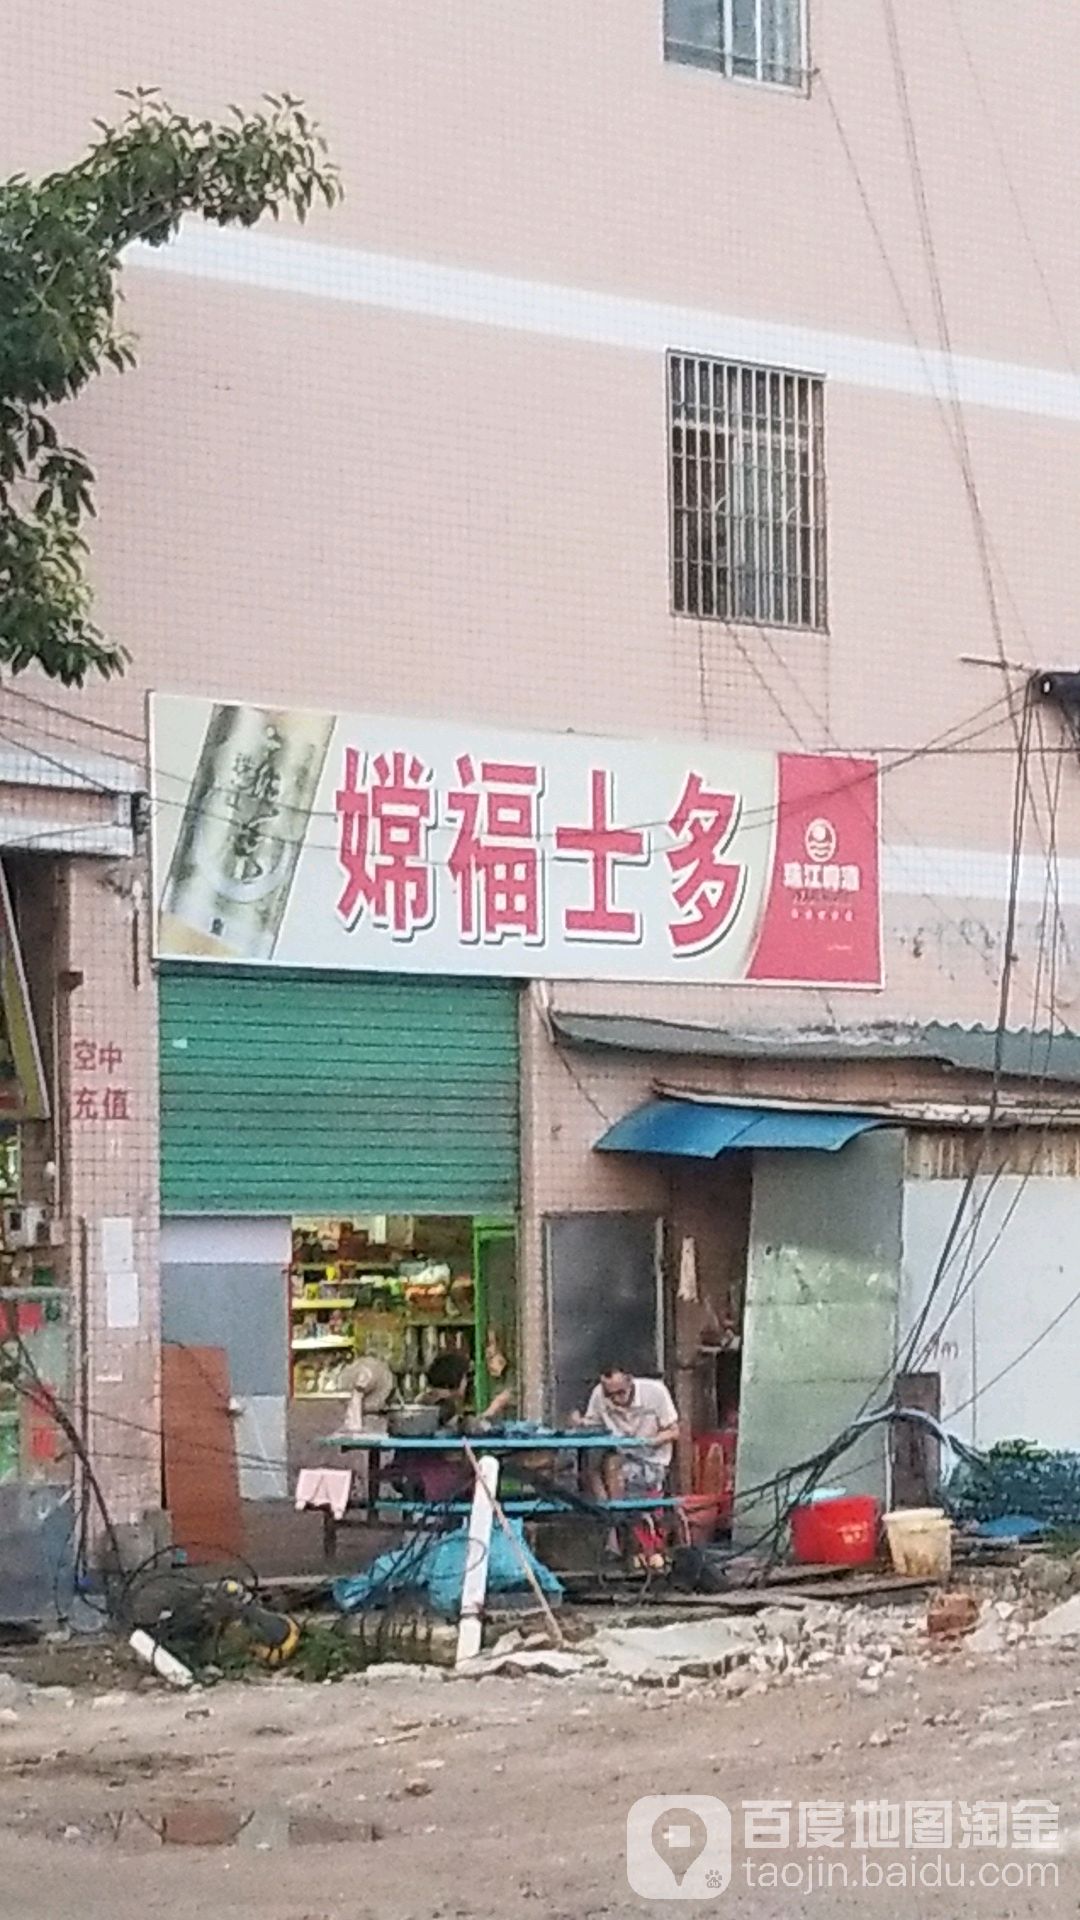 嫦福士多
珠江啤酒
空中
充值
百度地图淘金
taojin.baidu.com